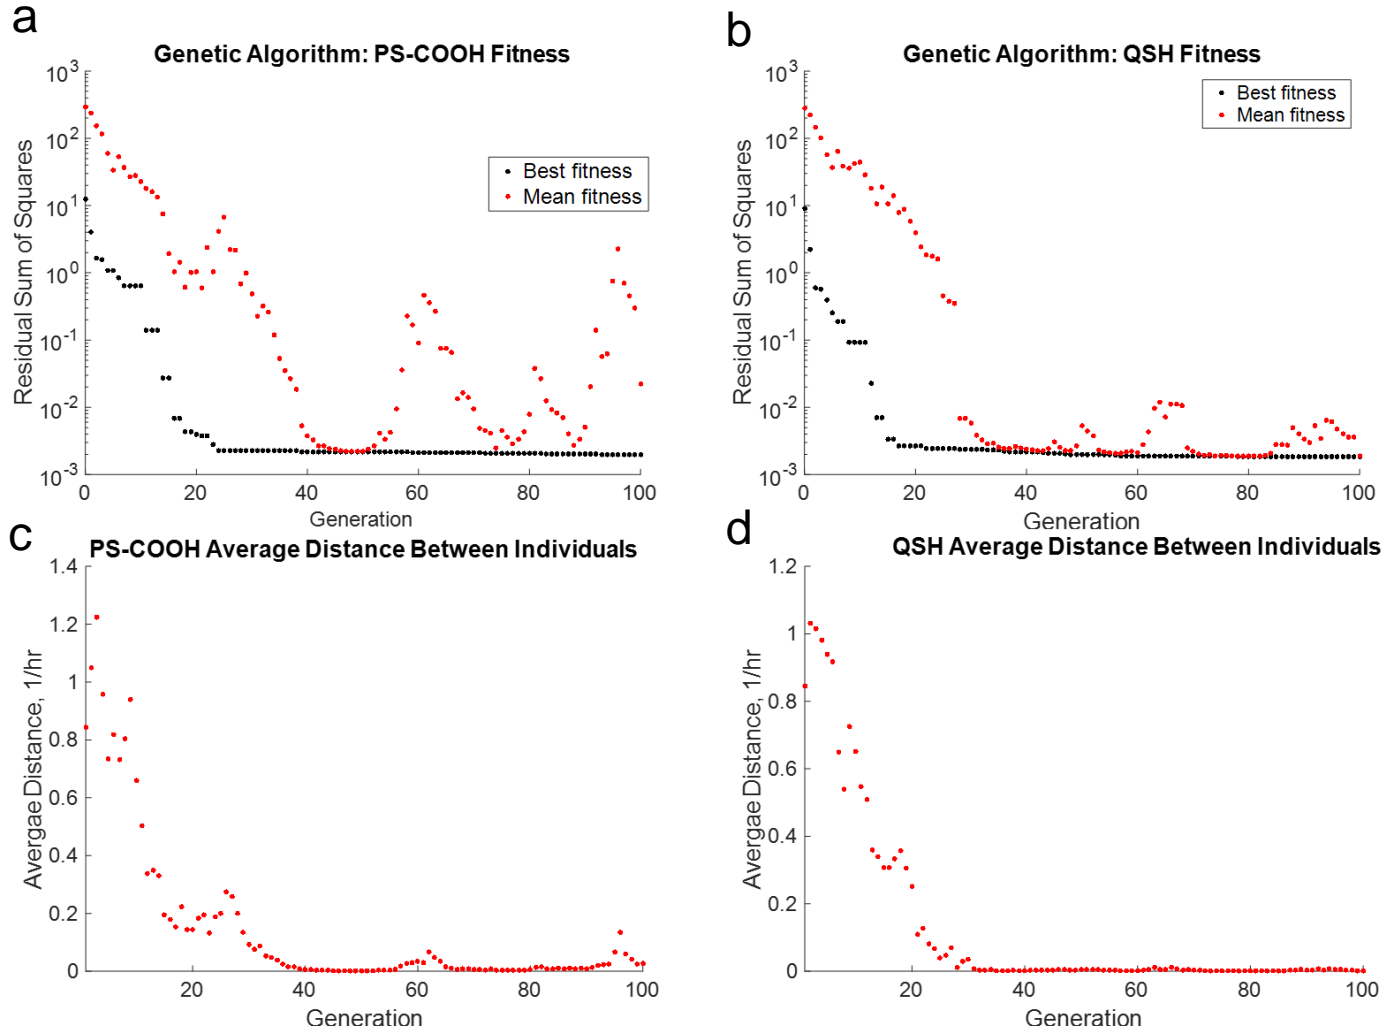 a
Genetic Algorithm: PS-COOH Fitness
10^3
10^2
10^1
10^0
10^-1
10^-2
10^-3
Residual Sum of Squares
Best fitness
Mean fitness
0 20 40 60 80 100
Generation
b
Genetic Algorithm: QSH Fitness
10^3
10^2
10^1
10^0
10^-1
10^-2
10^-3
Residual Sum of Squares
Best fitness
Mean fitness
0 20 40 60 80 100
Generation
c
PS-COOH Average Distance Between Individuals
1.4
1.2
1
0.8
0.6
0.4
0.2
0
Avergae Distance, 1/hr
20 40 60 80 100
Generation
d
QSH Average Distance Between Individuals
1.2
1
0.8
0.6
0.4
0.2
0
Avergae Distance, 1/hr
20 40 60 80 100
Generation